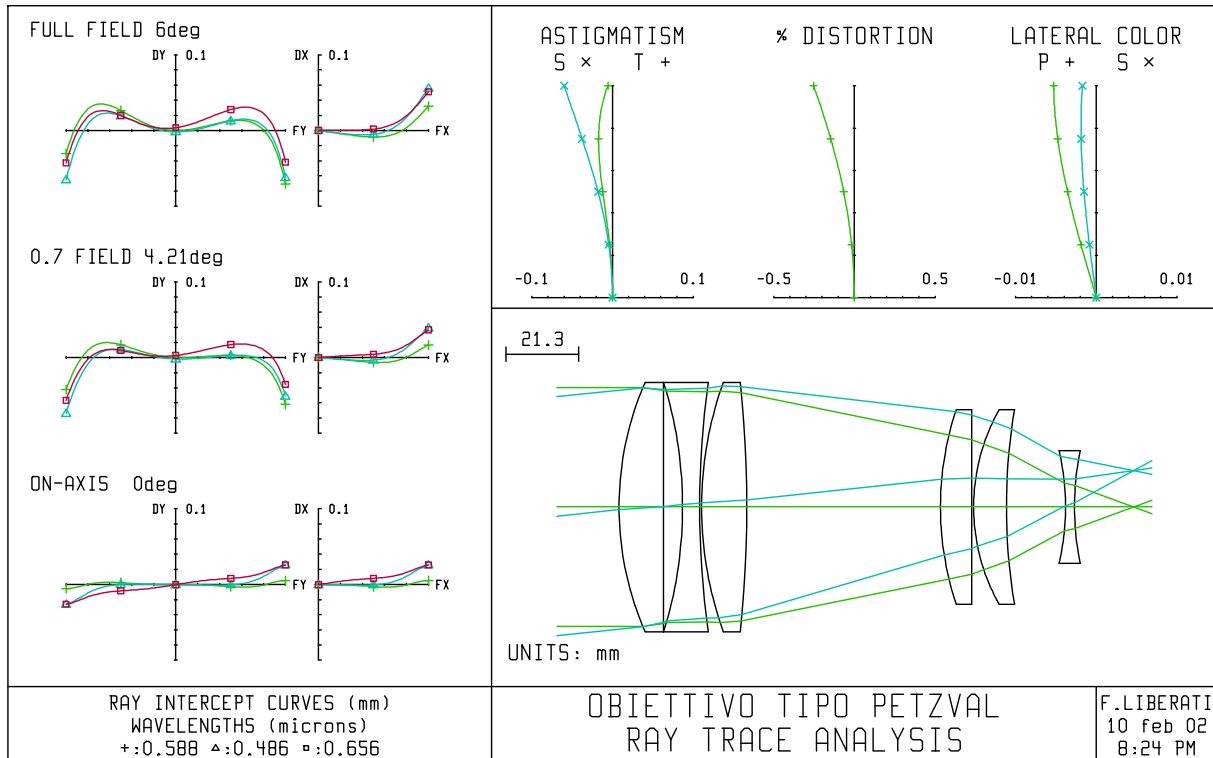 FULL FIELD 6deg
DY 0.1 DX 0.1
FY FX
0.7 FIELD 4.21deg
DY 0.1 DX 0.1
FY FX
ON-AXIS 0deg
DY 0.1 DX 0.1
FY FX
ASTIGMATISM
S × T +
-0.1 0.1
% DISTORTION
-0.5 0.5
LATERAL COLOR
P + S ×
-0.01 0.01
21.3
UNITS: mm
RAY INTERCEPT CURVES (mm)
WAVELENGTHS (microns)
+:0.588 △:0.486 □:0.656
OBIETTIVO TIPO PETZVAL
RAY TRACE ANALYSIS
F.LIBERATI
10 feb 02
8:24 PM